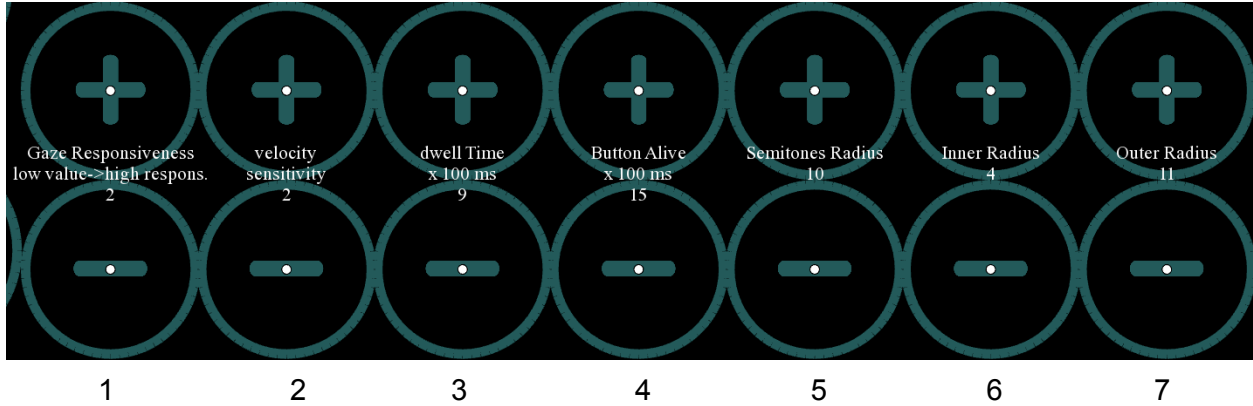 Gaze Responsiveness
low value->high respons.
2
velocity
sensitivity
2
dwell Time
x 100 ms
9
Button Alive
x 100 ms
15
Semitones Radius
10
Inner Radius
4
Outer Radius
11
1 2 3 4 5 6 7